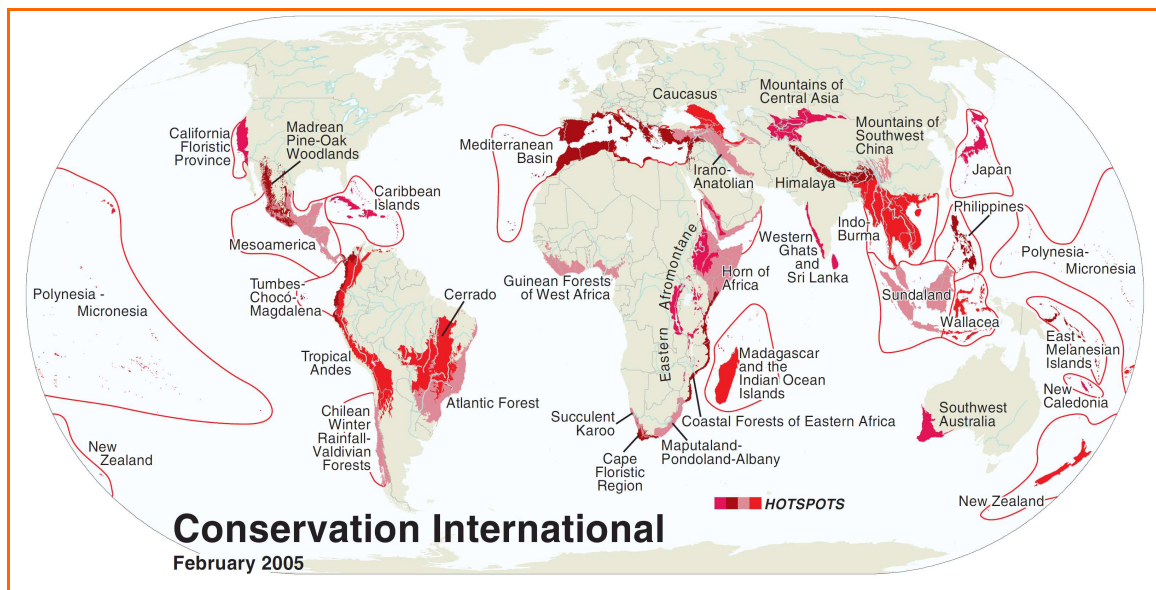 California
Floristic
Province
Madrean
Pine-Oak
Woodlands
Caribbean
Islands
Mesoamerica
Polynesia -
Micronesia
Tumbes-
Chocó-
Magdalena
Cerrado
Tropical
Andes
Atlantic Forest
Chilean
Winter
Rainfall-
Valdivian
Forests
New
Zealand
Mediterranean
Basin
Caucasus
Mountains of
Central Asia
Mountains of
Southwest
China
Irano-
Anatolian
Himalaya
Japan
Philippines
Indo-
Burma
Western
Ghats
and
Sri Lanka
Guinean Forests
of West Africa
Eastern Afromontane
Horn of
Africa
Sundaland
Wallacea
Polynesia-
Micronesia
East
Melanesian
Islands
New
Caledonia
Madagascar
and the
Indian Ocean
Islands
Coastal Forests of Eastern Africa
Succulent
Karoo
Cape
Floristic
Region
Maputaland-
Pondoland-Albany
Southwest
Australia
New Zealand
HOTSPOTS
Conservation International
February 2005